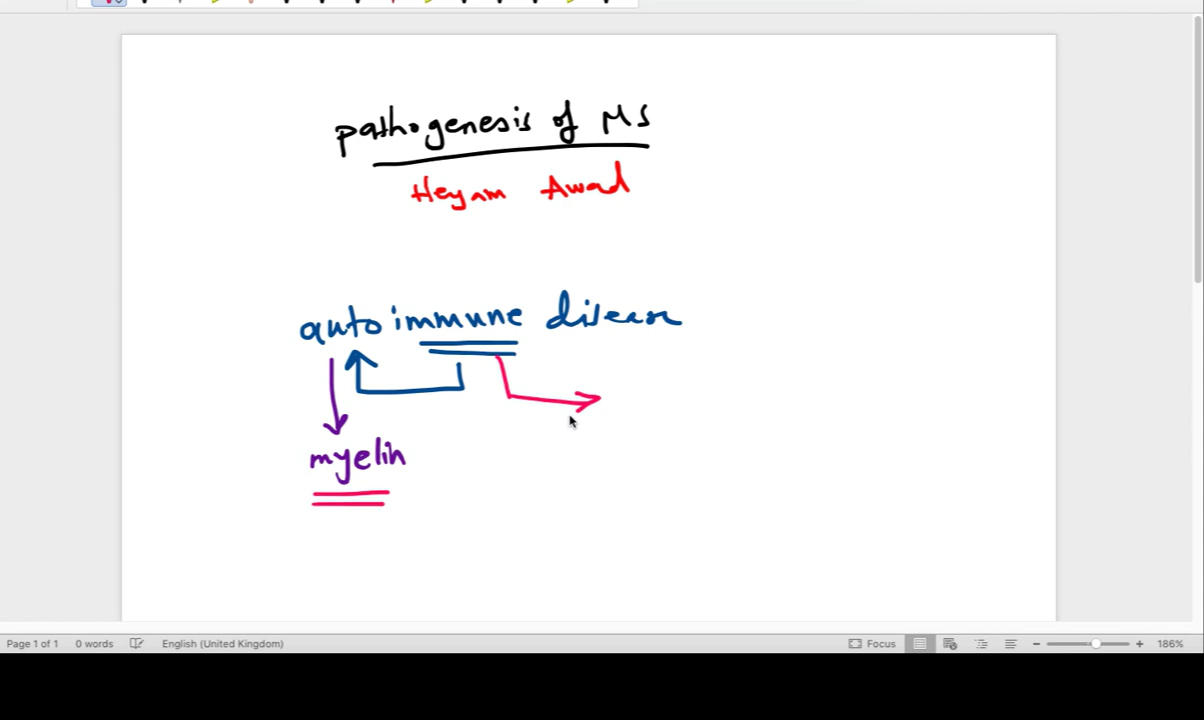 pathogenesis of MS
Heyam Awad
autoimmune disease
myelin
Page 1 of 1 0 words English (United Kingdom) Focus 186%